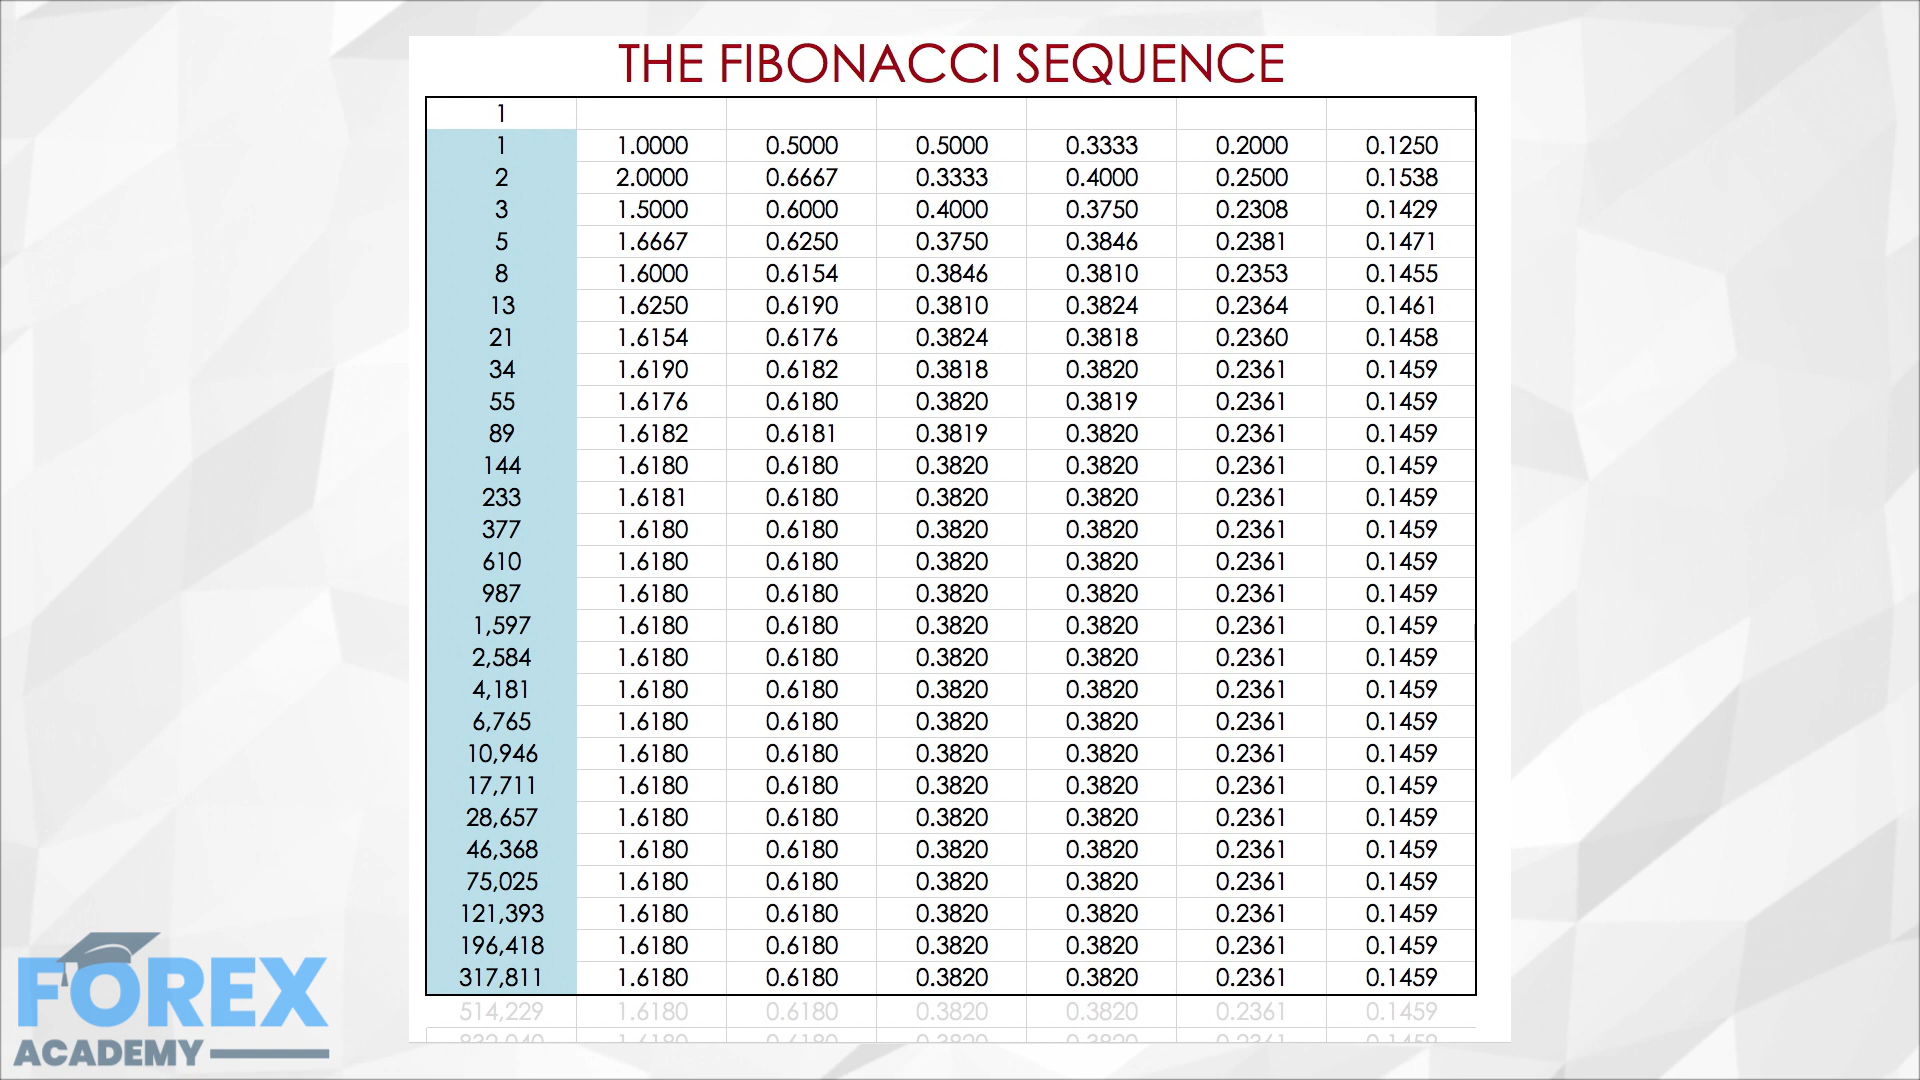 THE FIBONACCI SEQUENCE
1
1 1.0000 0.5000 0.5000 0.3333 0.2000 0.1250
2 2.0000 0.6667 0.3333 0.4000 0.2500 0.1538
3 1.5000 0.6000 0.4000 0.3750 0.2308 0.1429
5 1.6667 0.6250 0.3750 0.3846 0.2381 0.1471
8 1.6000 0.6154 0.3846 0.3810 0.2353 0.1455
13 1.6250 0.6190 0.3810 0.3824 0.2364 0.1461
21 1.6154 0.6176 0.3824 0.3818 0.2360 0.1458
34 1.6190 0.6182 0.3818 0.3820 0.2361 0.1459
55 1.6176 0.6180 0.3820 0.3819 0.2361 0.1459
89 1.6182 0.6181 0.3819 0.3820 0.2361 0.1459
144 1.6180 0.6180 0.3820 0.3820 0.2361 0.1459
233 1.6181 0.6180 0.3820 0.3820 0.2361 0.1459
377 1.6180 0.6180 0.3820 0.3820 0.2361 0.1459
610 1.6180 0.6180 0.3820 0.3820 0.2361 0.1459
987 1.6180 0.6180 0.3820 0.3820 0.2361 0.1459
1,597 1.6180 0.6180 0.3820 0.3820 0.2361 0.1459
2,584 1.6180 0.6180 0.3820 0.3820 0.2361 0.1459
4,181 1.6180 0.6180 0.3820 0.3820 0.2361 0.1459
6,765 1.6180 0.6180 0.3820 0.3820 0.2361 0.1459
10,946 1.6180 0.6180 0.3820 0.3820 0.2361 0.1459
17,711 1.6180 0.6180 0.3820 0.3820 0.2361 0.1459
28,657 1.6180 0.6180 0.3820 0.3820 0.2361 0.1459
46,368 1.6180 0.6180 0.3820 0.3820 0.2361 0.1459
75,025 1.6180 0.6180 0.3820 0.3820 0.2361 0.1459
121,393 1.6180 0.6180 0.3820 0.3820 0.2361 0.1459
196,418 1.6180 0.6180 0.3820 0.3820 0.2361 0.1459
317,811 1.6180 0.6180 0.3820 0.3820 0.2361 0.1459
514,229 1.6180 0.6180 0.3820 0.3820 0.2361 0.1459
FOREX
ACADEMY